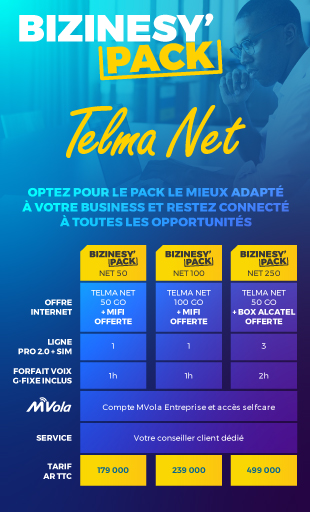 BIZINESY'
PACK
Telma Net
OPTEZ POUR LE PACK LE MIEUX ADAPTÉ
À VOTRE BUSINESS ET RESTEZ CONNECTÉ
À TOUTES LES OPPORTUNITÉS
BIZINESY' PACK NET 50
BIZINESY' PACK NET 100
BIZINESY' PACK NET 250
OFFRE INTERNET
TELMA NET 50 GO + MIFI OFFERTE
TELMA NET 100 GO + MIFI OFFERTE
TELMA NET 50 GO + BOX ALCATEL OFFERTE
LIGNE PRO 2.0 + SIM
1
1
3
FORFAIT VOIX G-FIXE INCLUS
1h
1h
2h
MVola
Compte MVola Entreprise et accès selfcare
SERVICE
Votre conseiller client dédié
TARIF AR TTC
179 000
239 000
499 000